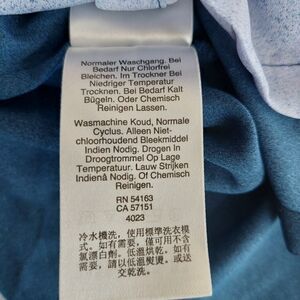 Normaler Waschgang. Bei
Bedarf Nur Chlorfrei
Bleichen. Im Trockner Bei
Niedriger Temperatur
Trocknen. Bei Bedarf Kalt
Bügeln. Oder Chemisch
Reinigen Lassen.
Wasmachine Koud, Normale
Cyclus. Alleen Niet-
chloorhoudend Bleekmiddel
Indien Nodig. Drogen In
Droogtrommel Op Lage
Temperatuur. Lauw Strijken
Indienå Nodig. Of Chemisch
Reinigen.
RN 54163
CA 57151
4023
冷水機洗，使用標準洗衣模
式。如有需要，僅可用不含
氯漂白劑。低溫烘乾。如有
需要，請以低溫熨燙。或送
交乾洗。